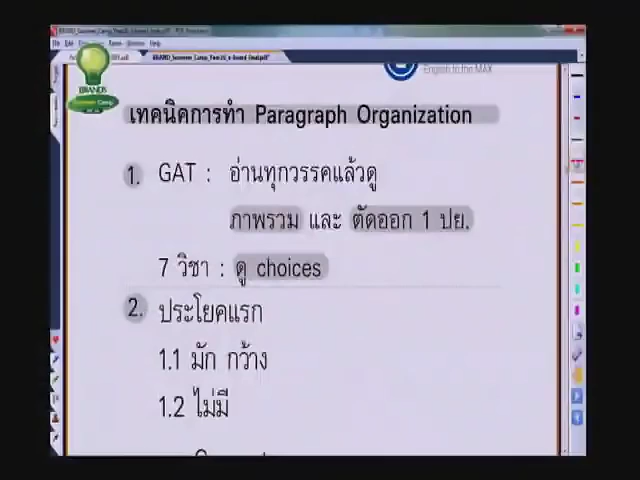 English to the MAX
BRAND'S
Summer Camp
เทคนิคการทำ Paragraph Organization
1. GAT : อ่านทุกวรรคแล้วดู
ภาพรวม และ ตัดออก 1 ปย.
7 วิชา : ดู choices
2. ประโยคแรก
1.1 มัก กว้าง
1.2 ไม่มี